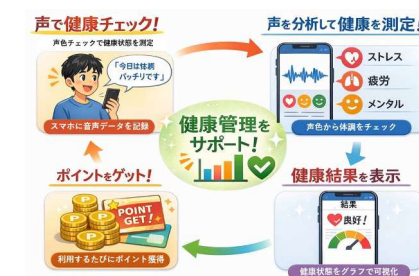 声で健康チェック!
声色チェックで健康状態を測定
「今日は体調
バッチリです」
スマホに音声データを記録
声を分析して健康を測定!
ストレス
疲労
メンタル
声色から体調をチェック
健康管理を
サポート!
ポイントをゲット!
P
P
P
POINT
GET!
利用するたびにポイント獲得
健康結果を表示
結果
良好!
健康状態をグラフで可視化